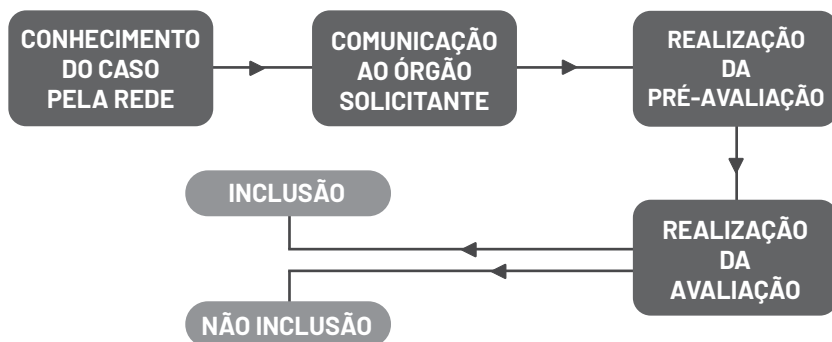 CONHECIMENTO
DO CASO
PELA REDE
COMUNICAÇÃO
AO ÓRGÃO
SOLICITANTE
REALIZAÇÃO
DA
PRÉ-AVALIAÇÃO
REALIZAÇÃO
DA
AVALIAÇÃO
INCLUSÃO
NÃO INCLUSÃO